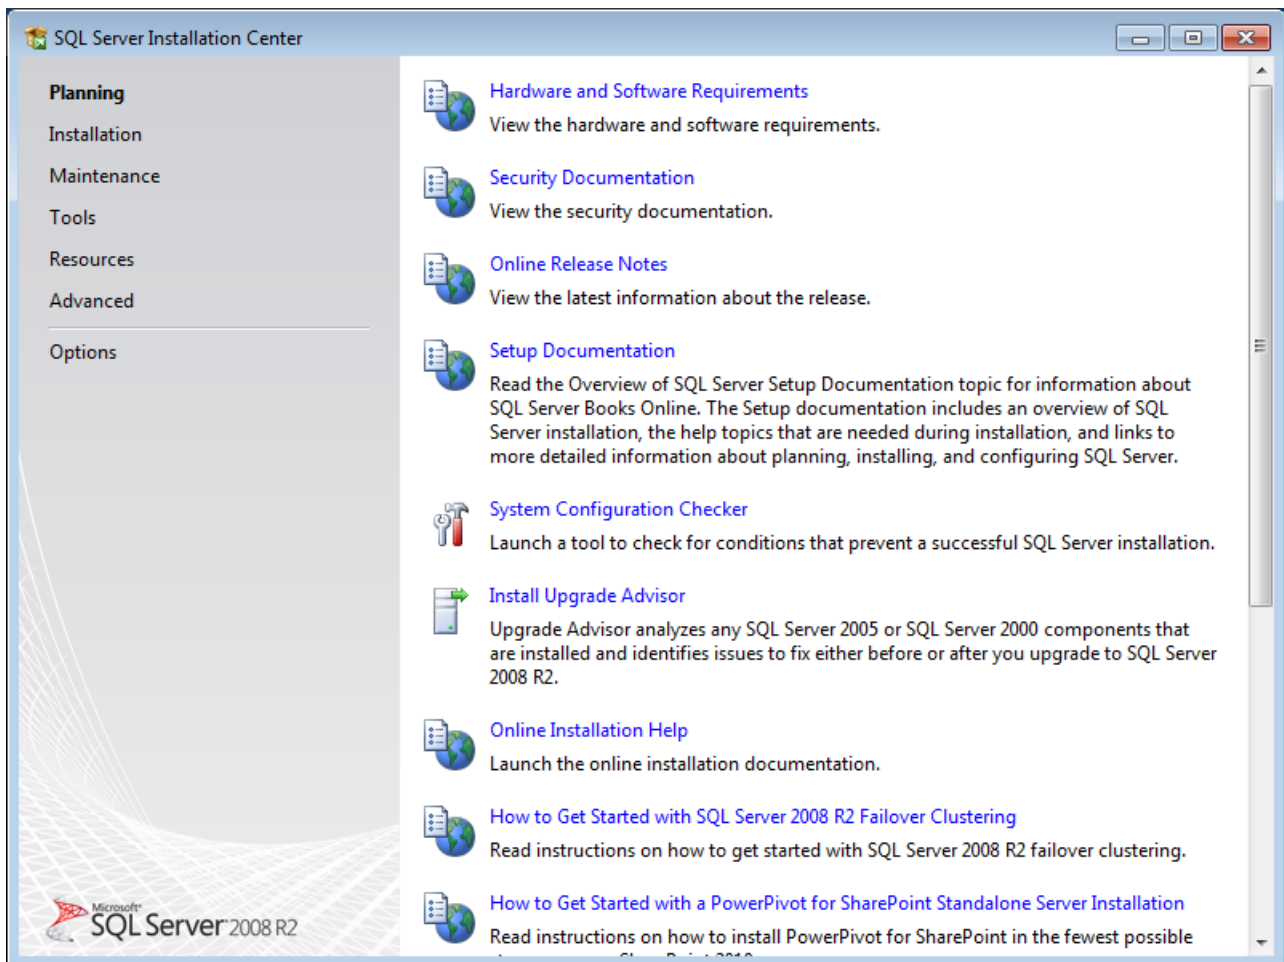 SQL Server Installation Center
Planning
Installation
Maintenance
Tools
Resources
Advanced
Options
Microsoft®
SQL Server® 2008 R2
Hardware and Software Requirements
View the hardware and software requirements.
Security Documentation
View the security documentation.
Online Release Notes
View the latest information about the release.
Setup Documentation
Read the Overview of SQL Server Setup Documentation topic for information about
SQL Server Books Online. The Setup documentation includes an overview of SQL
Server installation, the help topics that are needed during installation, and links to
more detailed information about planning, installing, and configuring SQL Server.
System Configuration Checker
Launch a tool to check for conditions that prevent a successful SQL Server installation.
Install Upgrade Advisor
Upgrade Advisor analyzes any SQL Server 2005 or SQL Server 2000 components that
are installed and identifies issues to fix either before or after you upgrade to SQL Server
2008 R2.
Online Installation Help
Launch the online installation documentation.
How to Get Started with SQL Server 2008 R2 Failover Clustering
Read instructions on how to get started with SQL Server 2008 R2 failover clustering.
How to Get Started with a PowerPivot for SharePoint Standalone Server Installation
Read instructions on how to install PowerPivot for SharePoint in the fewest possible